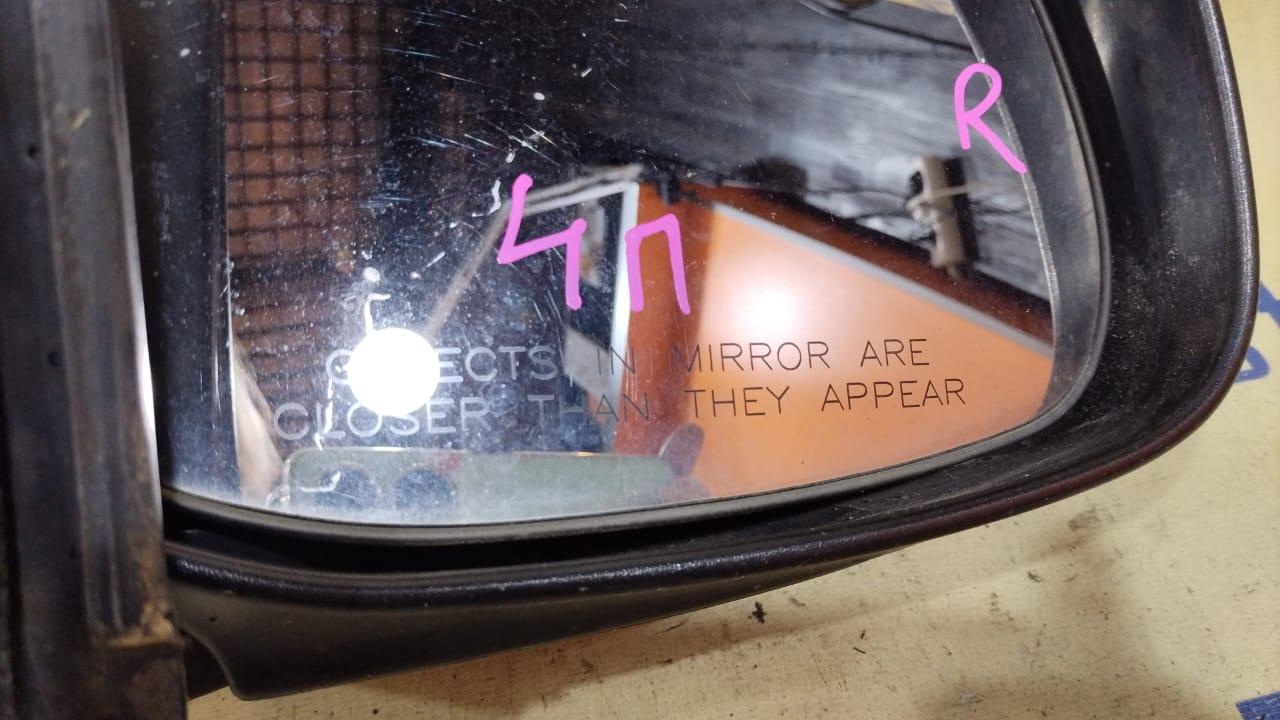 R
4П
OBJECTS IN MIRROR ARE
CLOSER THAN THEY APPEAR